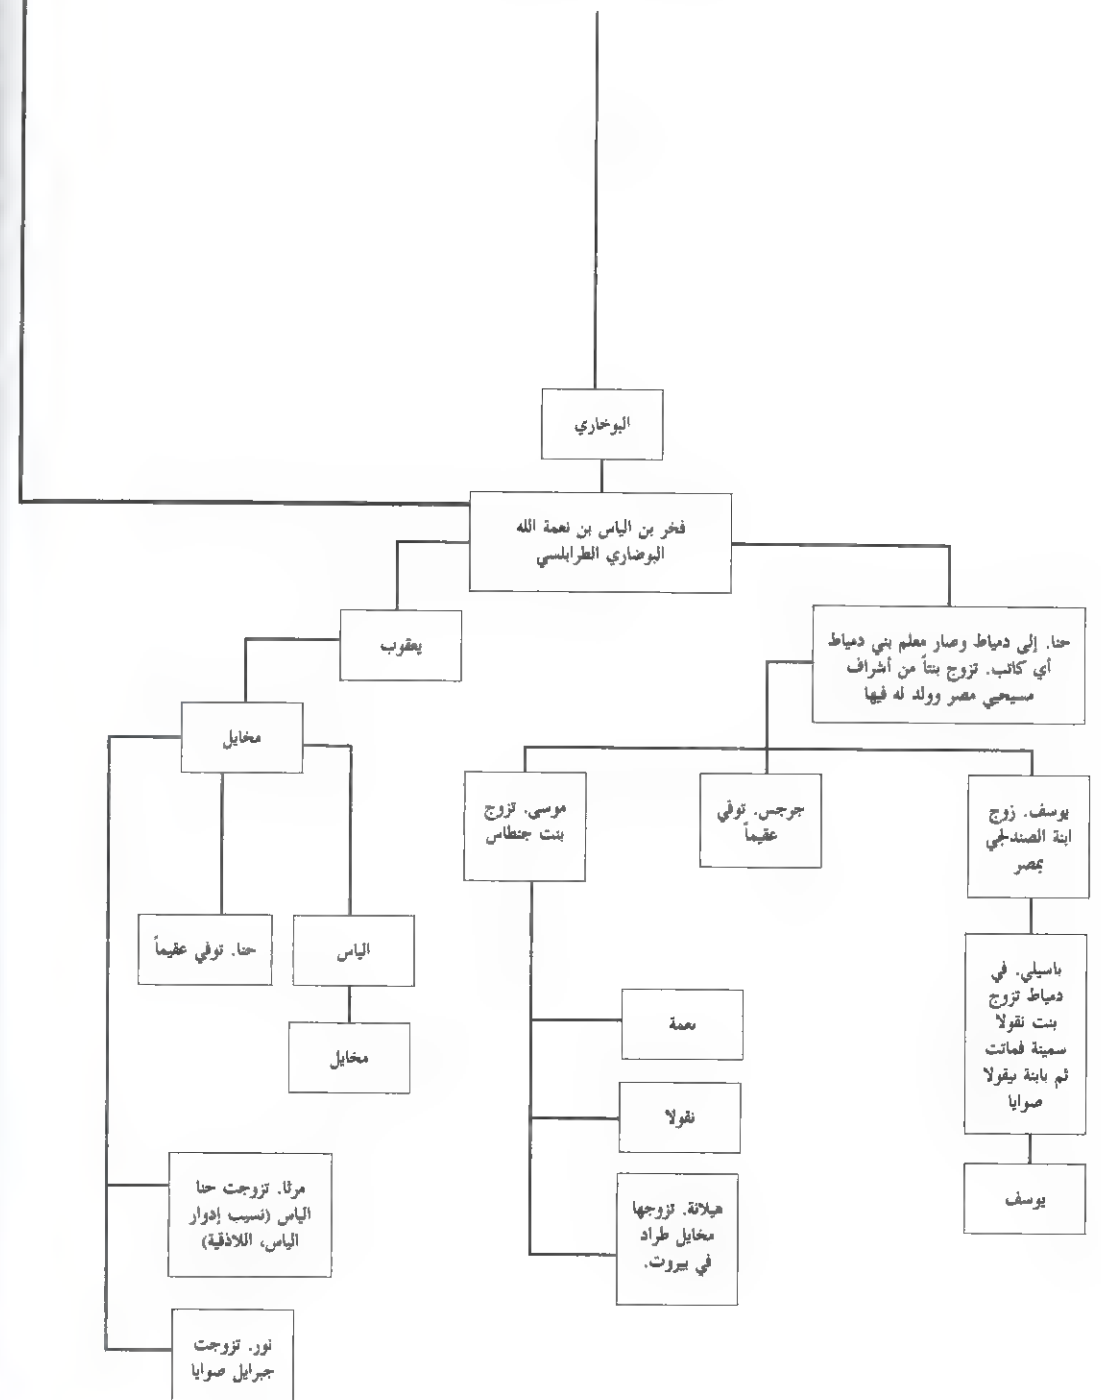 البوخاري
فخر بن الياس بن نعمة الله
البوضاري الطرابلسي
حنا. إلى دمياط وصار معلم بني دمياط
أي كاتب. تزوج بنتاً من أشراف
مسيحيي مصر وولد له فيها
يعقوب
مخايل
يوسف. زوج
ابنة الصندلجي
بمصر
جرجس. توفي
عقيماً
موسى. تزوج
بنت جنطاس
الياس
حنا. توفي عقيماً
مخايل
باسيلي. في
دمياط تزوج
بنت نقولا
سمينة فماتت
ثم بابنة نيقولا
صوايا
يوسف
نعمة
نقولا
هيلانة. تزوجها
مخايل طراد
في بيروت.
مرتا. تزوجت حنا
الياس (نسيب إدوار
الياس، اللاذقية)
نور. تزوجت
جبرايل صوايا